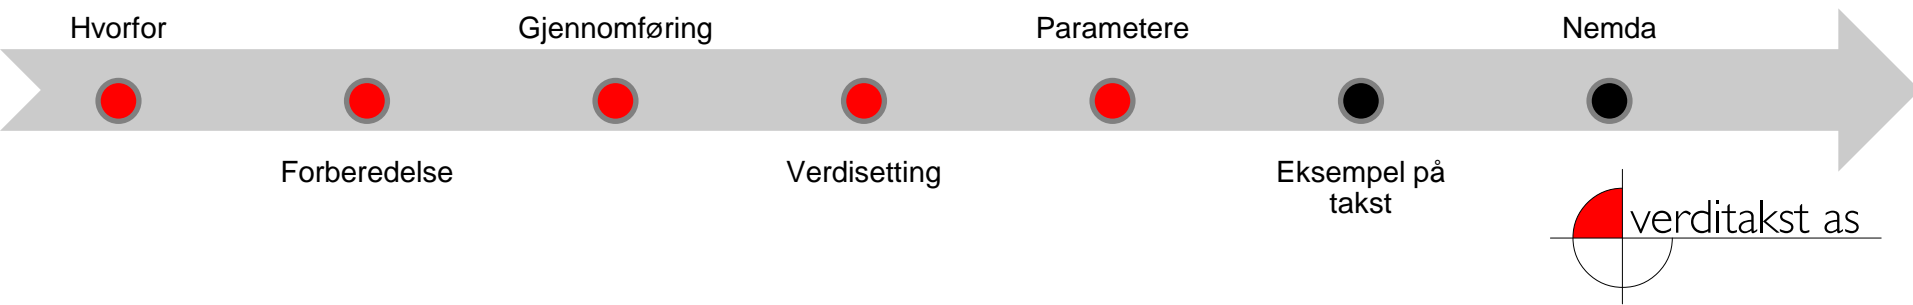 Hvorfor
Gjennomføring
Parametere
Nemda
Forberedelse
Verdisetting
Eksempel på
takst
verditakst as